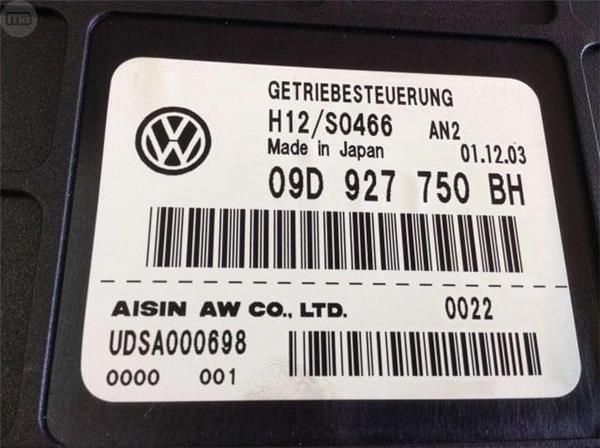 GETRIEBESTEUERUNG
H12/S0466 AN2
Made in Japan 01.12.03
09D 927 750 BH
AISIN AW CO., LTD. 0022
UDSA000698
0000 001